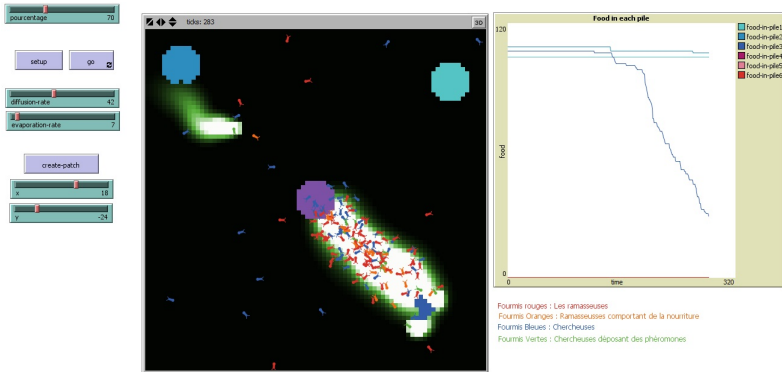 pourcentage 70
setup go
diffusion-rate 42
evaporation-rate 7
create-patch
x 18
y -24
ticks: 283 3D
Food in each pile
120
food
0
0 time 320
food-in-pile1
food-in-pile2
food-in-pile3
food-in-pile4
food-in-pile5
food-in-pile6
Fourmis rouges : Les ramasseuses
Fourmis Oranges : Ramasseusses comportant de la nourriture
Fourmis Bleues : Chercheuses
Fourmis Vertes : Chercheuses déposant des phéromones